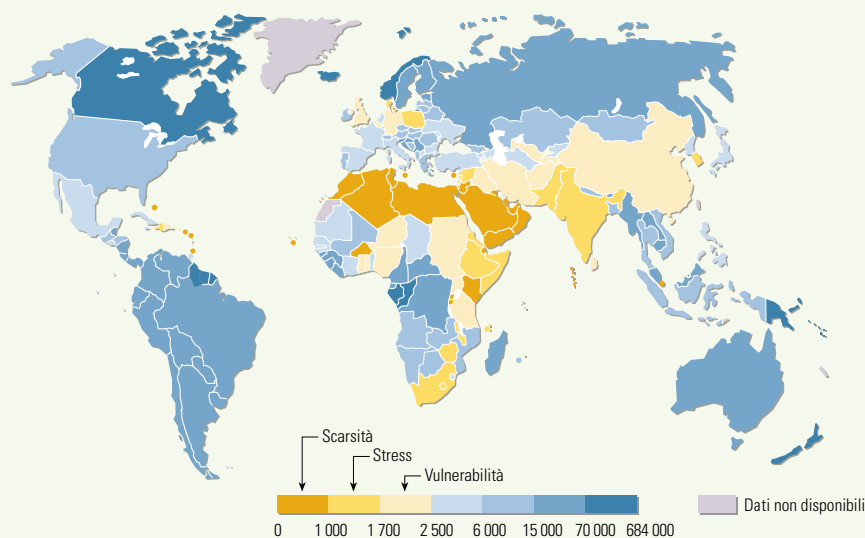 Scarsità
Stress
Vulnerabilità
Dati non disponibili
0 1 000 1 700 2 500 6 000 15 000 70 000 684 000